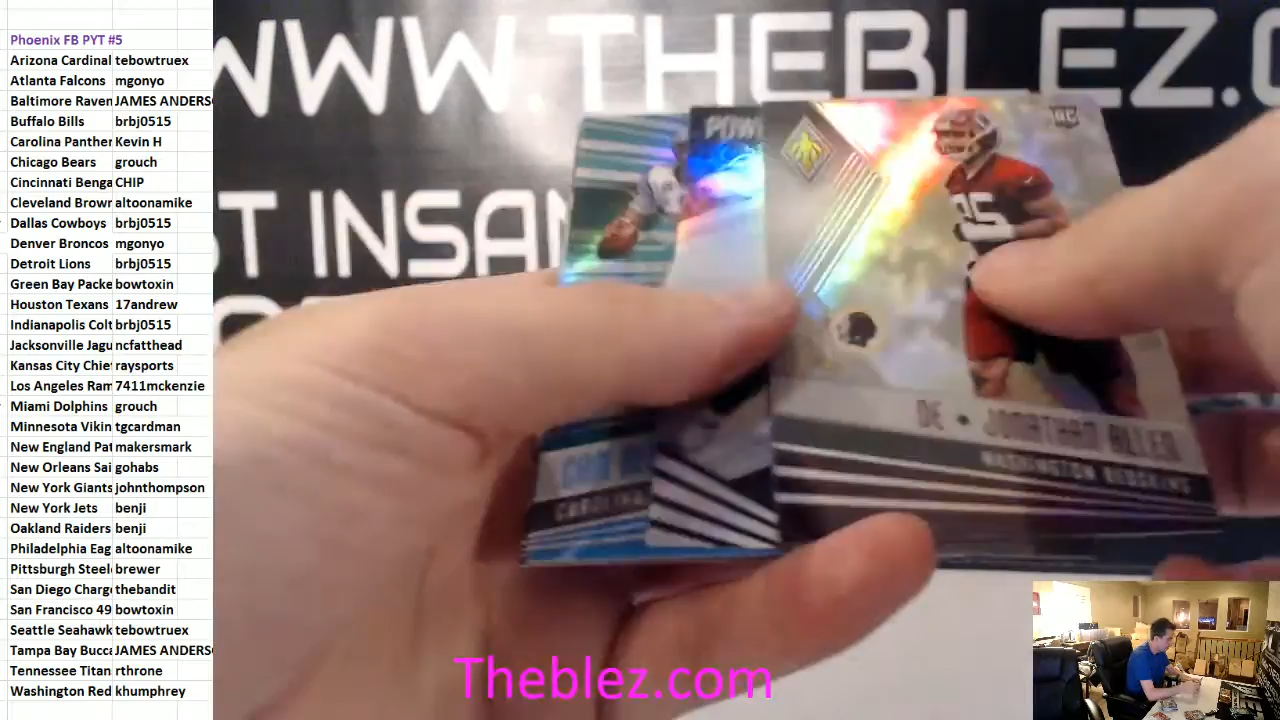 Phoenix FB PYT #5
Arizona Cardinal tebowtruex
Atlanta Falcons mgonyo
Baltimore Raven JAMES ANDERS
Buffalo Bills brbj0515
Carolina Panther Kevin H
Chicago Bears grouch
Cincinnati Benga CHIP
Cleveland Brown altoonamike
Dallas Cowboys brbj0515
Denver Broncos mgonyo
Detroit Lions brbj0515
Green Bay Packe bowtoxin
Houston Texans 17andrew
Indianapolis Colt brbj0515
Jacksonville Jagu ncfatthead
Kansas City Chie raysports
Los Angeles Ram 7411mckenzie
Miami Dolphins grouch
Minnesota Vikin tgcardman
New England Pat makersmark
New Orleans Sai gohabs
New York Giants johnthompson
New York Jets benji
Oakland Raiders benji
Philadelphia Eag altoonamike
Pittsburgh Steel brewer
San Diego Charg thebandit
San Francisco 49 bowtoxin
Seattle Seahawk tebowtruex
Tampa Bay Bucca JAMES ANDERS
Tennessee Titan rthrone
Washington Red khumphrey
WWW.THEBLEZ.C
T INSAN
POW
RC
85
DE • JONATHAN ALLEN
WASHINGTON REDSKINS
CAM
CAROLINA
Theblez.com